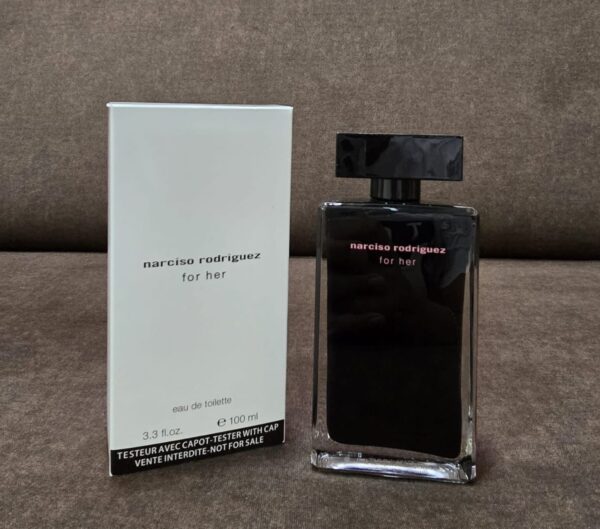 narciso rodriguez
for her
eau de toilette
3.3 fl.oz. ℮ 100 ml
TESTEUR AVEC CAPOT-TESTER WITH CAP
VENTE INTERDITE-NOT FOR SALE
narciso rodriguez
for her